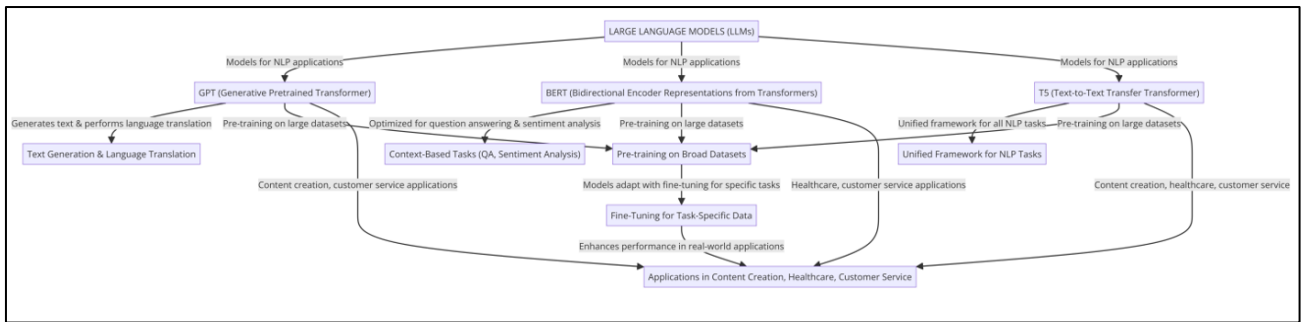 LARGE LANGUAGE MODELS (LLMs)
Models for NLP applications
Models for NLP applications
Models for NLP applications
GPT (Generative Pretrained Transformer)
BERT (Bidirectional Encoder Representations from Transformers)
T5 (Text-to-Text Transfer Transformer)
Generates text & performs language translation
Pre-training on large datasets
Optimized for question answering & sentiment analysis
Pre-training on large datasets
Unified framework for all NLP tasks
Pre-training on large datasets
Text Generation & Language Translation
Context-Based Tasks (QA, Sentiment Analysis)
Pre-training on Broad Datasets
Unified Framework for NLP Tasks
Content creation, customer service applications
Models adapt with fine-tuning for specific tasks
Healthcare, customer service applications
Content creation, healthcare, customer service
Fine-Tuning for Task-Specific Data
Enhances performance in real-world applications
Applications in Content Creation, Healthcare, Customer Service